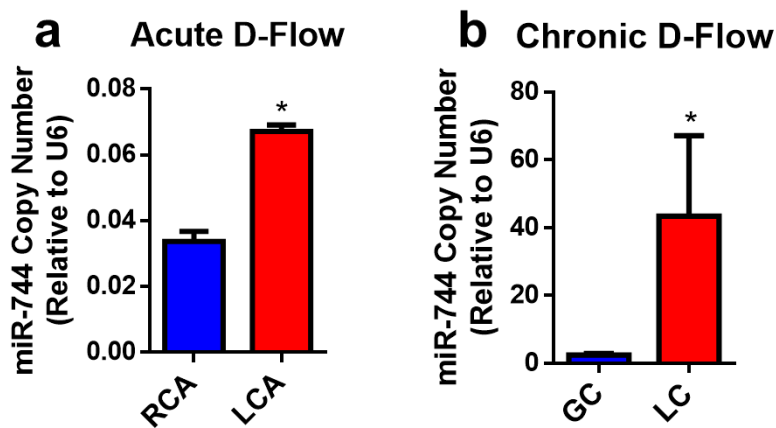 a
Acute D-Flow
miR-744 Copy Number
(Relative to U6)
0.08
0.06
0.04
0.02
0.00
*
RCA
LCA
b
Chronic D-Flow
miR-744 Copy Number
(Relative to U6)
80
60
40
20
0
*
GC
LC